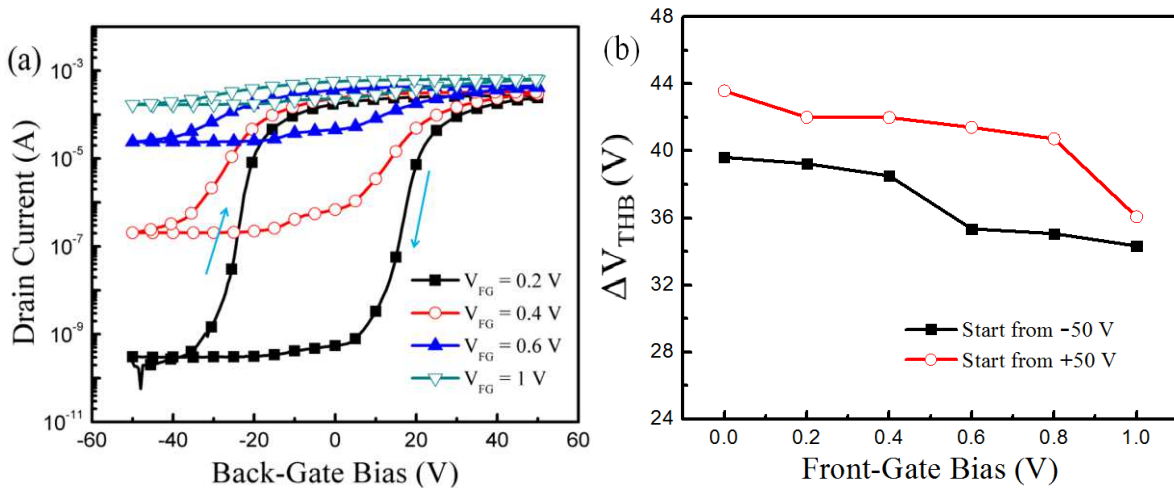 (a)
Drain Current (A)
10⁻³
10⁻⁵
10⁻⁷
10⁻⁹
10⁻¹¹
V_FG = 0.2 V
V_FG = 0.4 V
V_FG = 0.6 V
V_FG = 1 V
-60 -40 -20 0 20 40 60
Back-Gate Bias (V)
(b)
ΔV_THB (V)
48
44
40
36
32
28
24
Start from −50 V
Start from +50 V
0.0 0.2 0.4 0.6 0.8 1.0
Front-Gate Bias (V)